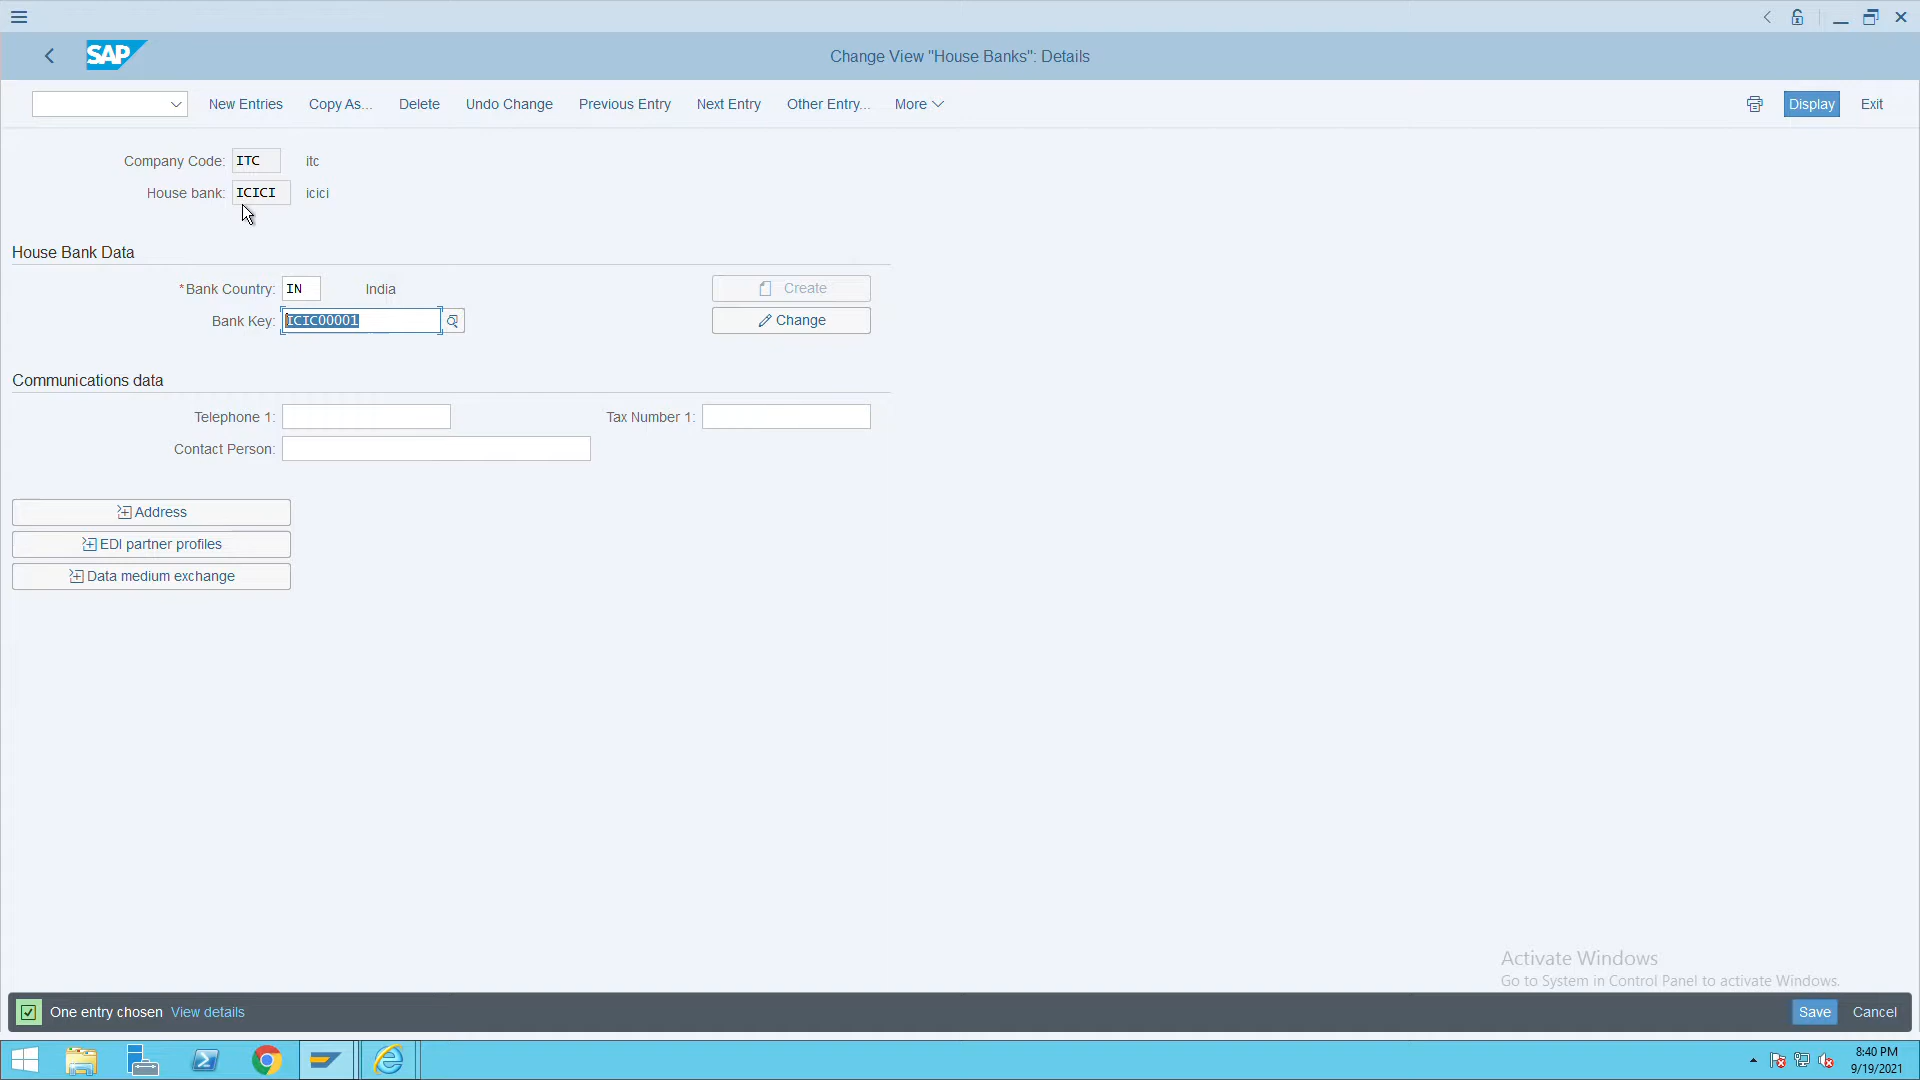 SAP
Change View "House Banks": Details
New Entries Copy As... Delete Undo Change Previous Entry Next Entry Other Entry... More Display Exit
Company Code: ITC itc
House bank: ICICI icici
House Bank Data
*Bank Country: IN India Create
Bank Key: ICIC00001 Change
Communications data
Telephone 1: Tax Number 1:
Contact Person:
Address
EDI partner profiles
Data medium exchange
Activate Windows
Go to System in Control Panel to activate Windows.
One entry chosen View details Save Cancel
8:40 PM
9/19/2021